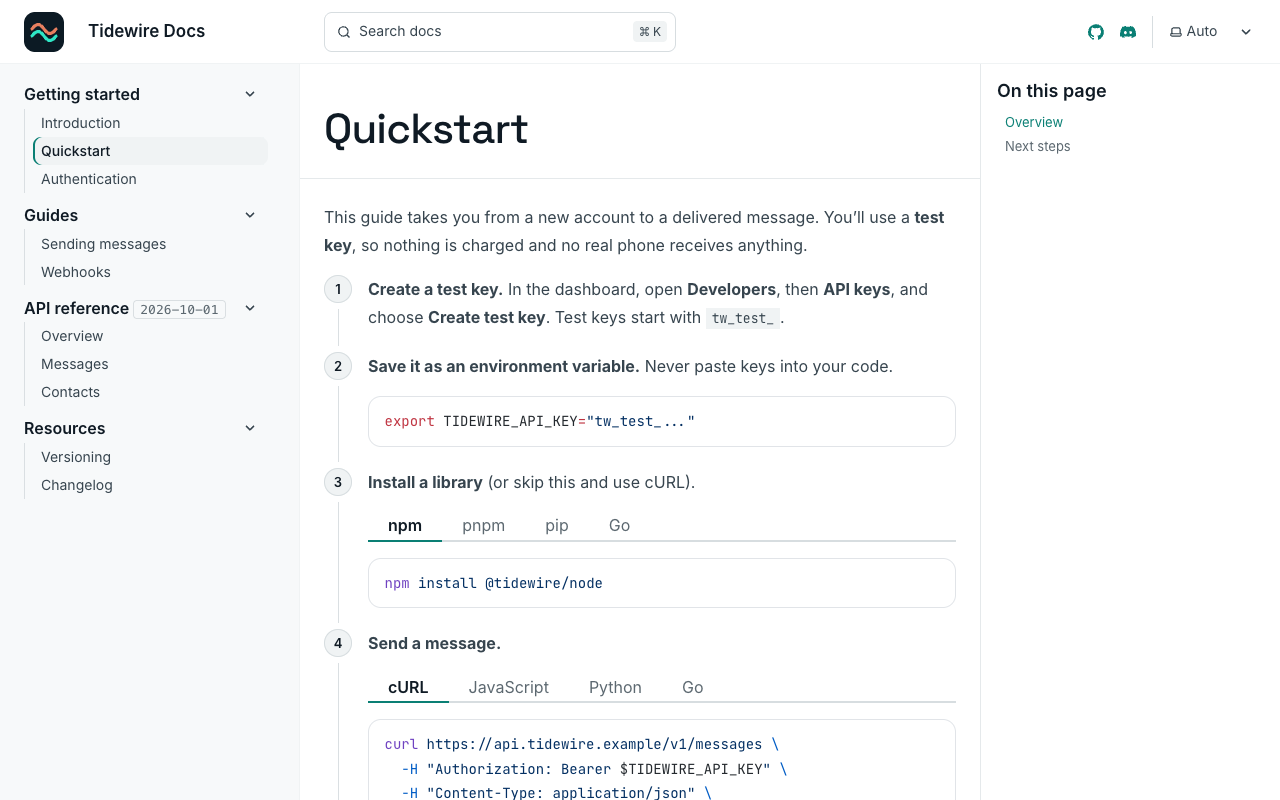 Tidewire Docs
Search docs
⌘ K
Auto
Getting started
Introduction
Quickstart
Authentication
Guides
Sending messages
Webhooks
API reference 2026-10-01
Overview
Messages
Contacts
Resources
Versioning
Changelog
Quickstart
This guide takes you from a new account to a delivered message. You’ll use a test
key, so nothing is charged and no real phone receives anything.
1 Create a test key. In the dashboard, open Developers, then API keys, and
choose Create test key. Test keys start with tw_test_ .
2 Save it as an environment variable. Never paste keys into your code.
export TIDEWIRE_API_KEY="tw_test_..."
3 Install a library (or skip this and use cURL).
npm pnpm pip Go
npm install @tidewire/node
4 Send a message.
cURL JavaScript Python Go
curl https://api.tidewire.example/v1/messages \
-H "Authorization: Bearer $TIDEWIRE_API_KEY" \
-H "Content-Type: application/json" \
On this page
Overview
Next steps